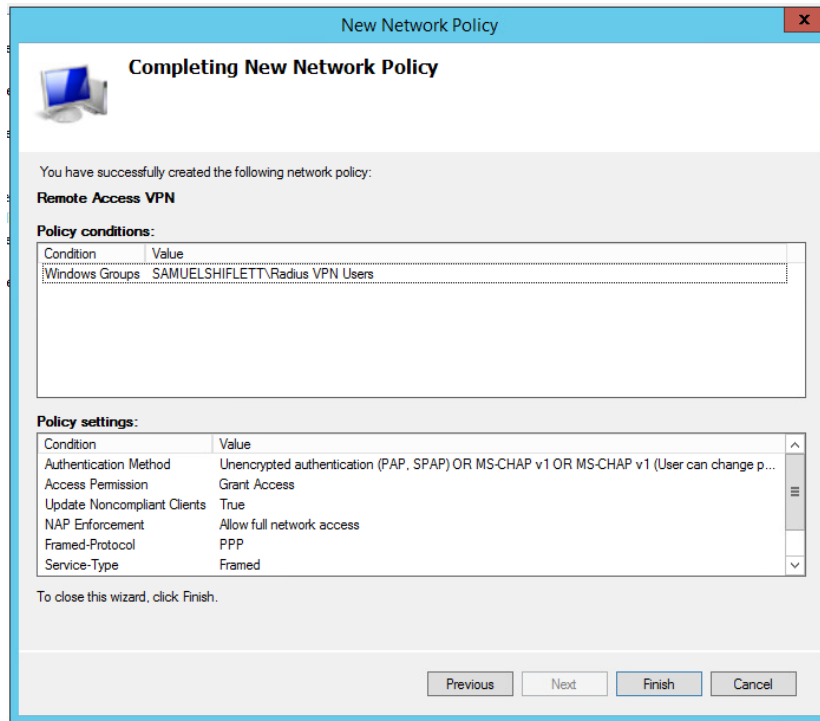 New Network Policy
x
Completing New Network Policy
You have successfully created the following network policy:
Remote Access VPN
Policy conditions:
Condition Value
Windows Groups SAMUELSHIFLETT\Radius VPN Users
Policy settings:
Condition Value
Authentication Method Unencrypted authentication (PAP, SPAP) OR MS-CHAP v1 OR MS-CHAP v1 (User can change p...
Access Permission Grant Access
Update Noncompliant Clients True
NAP Enforcement Allow full network access
Framed-Protocol PPP
Service-Type Framed
To close this wizard, click Finish.
Previous Next Finish Cancel